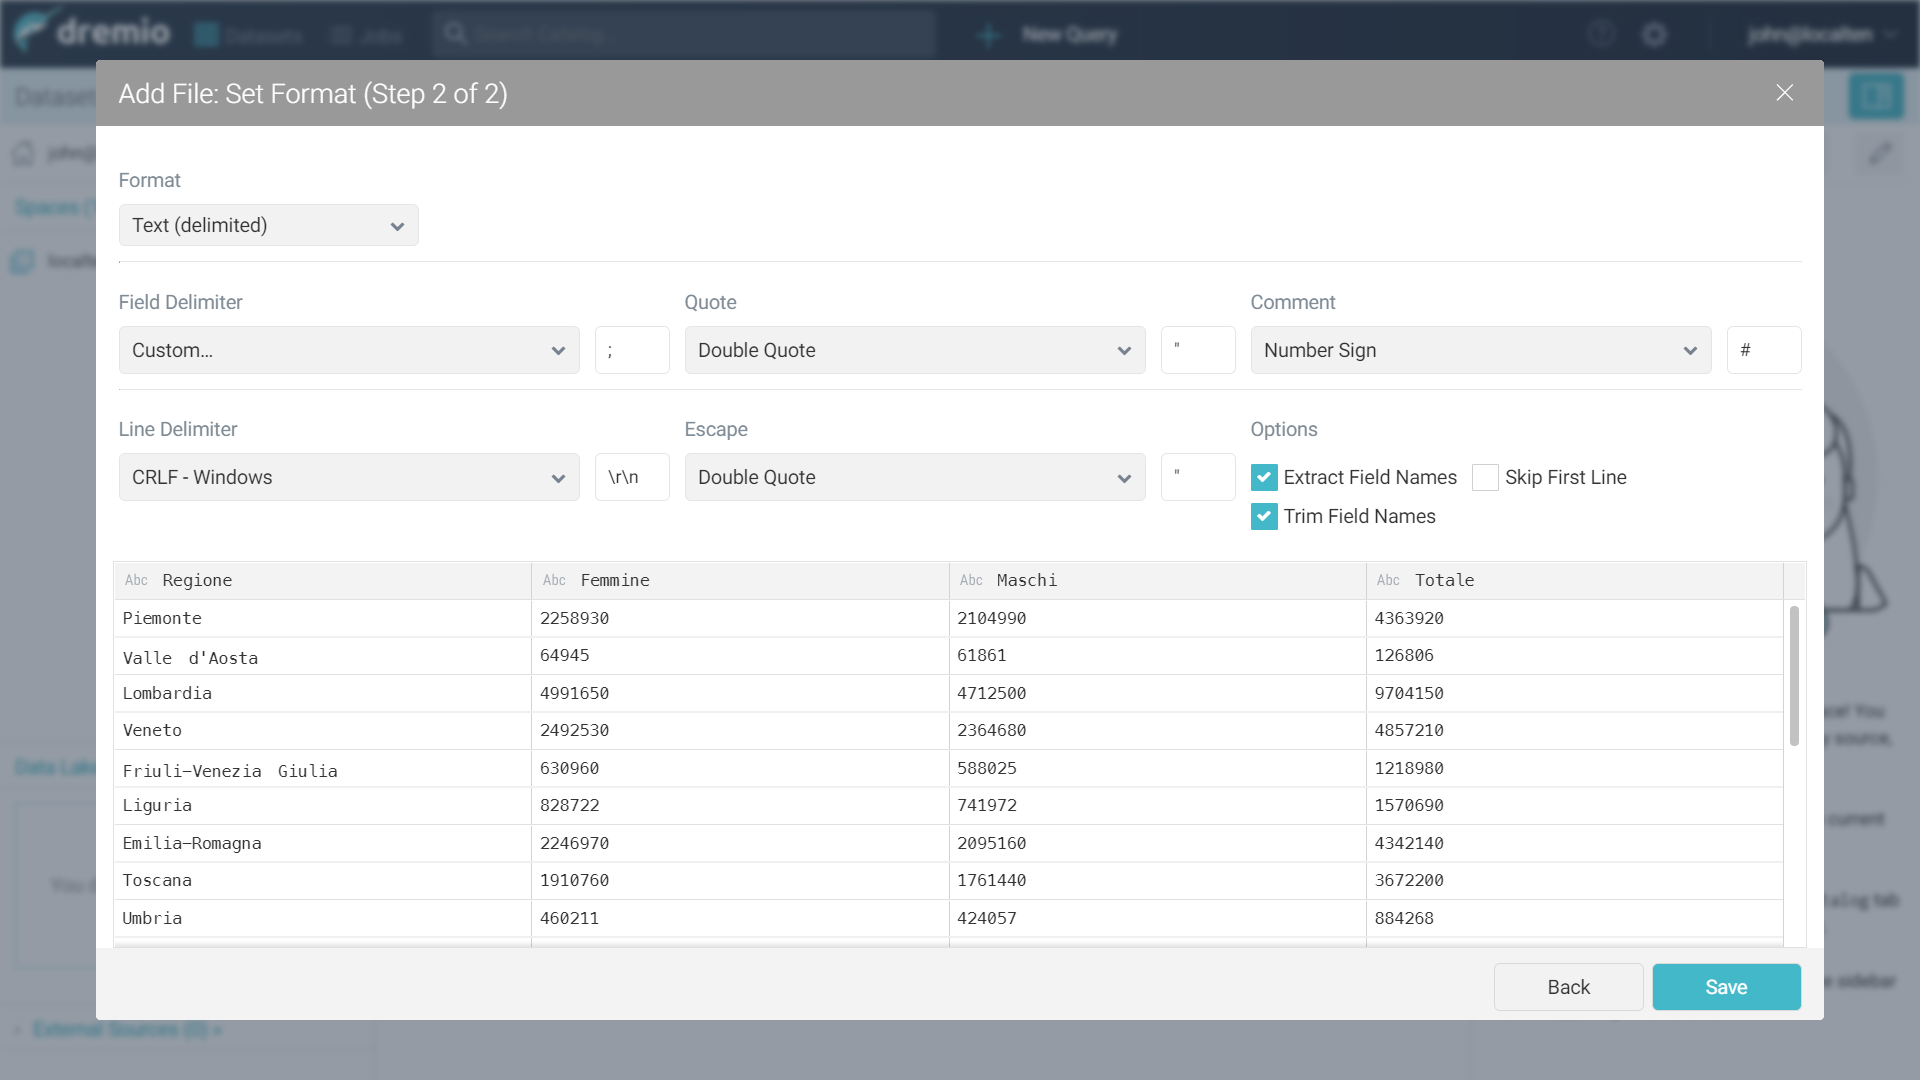 dremio Datasets Jobs Search Catalog... New Query john@localten
Add File: Set Format (Step 2 of 2)
Format
Text (delimited)
Field Delimiter Quote Comment
Custom... ; Double Quote " Number Sign #
Line Delimiter Escape Options
CRLF - Windows \r\n Double Quote " Extract Field Names Skip First Line
Trim Field Names
Abc Regione Abc Femmine Abc Maschi Abc Totale
Piemonte 2258930 2104990 4363920
Valle d'Aosta 64945 61861 126806
Lombardia 4991650 4712500 9704150
Veneto 2492530 2364680 4857210
Friuli-Venezia Giulia 630960 588025 1218980
Liguria 828722 741972 1570690
Emilia-Romagna 2246970 2095160 4342140
Toscana 1910760 1761440 3672200
Umbria 460211 424057 884268
Back Save
External Sources (0)